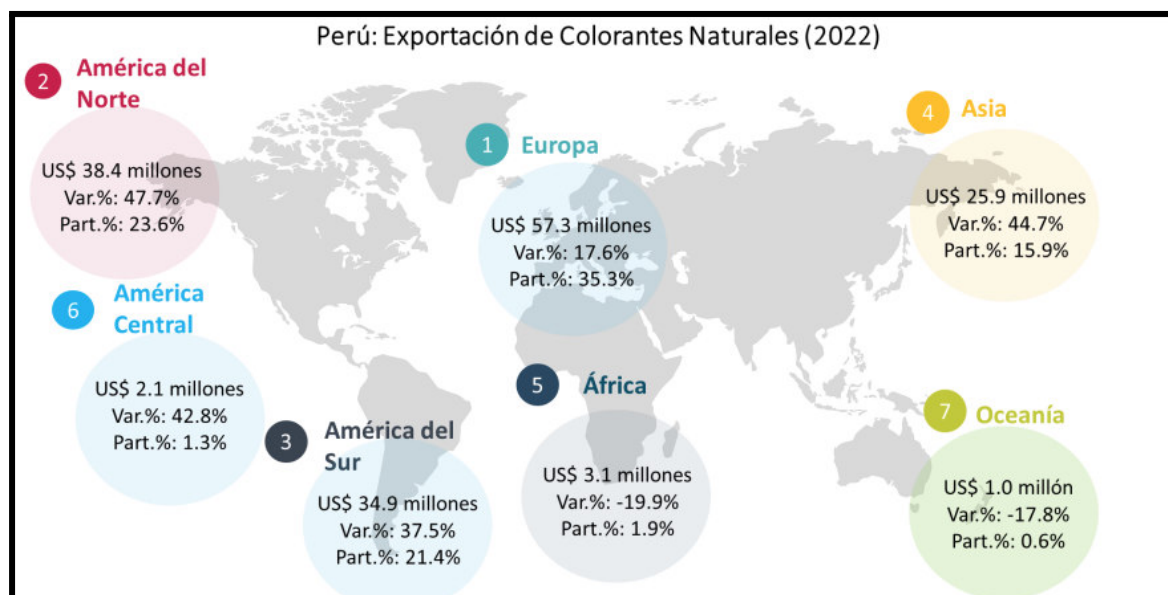 Perú: Exportación de Colorantes Naturales (2022)
2
América del
Norte
US$ 38.4 millones
Var.%: 47.7%
Part.%: 23.6%
1
Europa
US$ 57.3 millones
Var.%: 17.6%
Part.%: 35.3%
4
Asia
US$ 25.9 millones
Var.%: 44.7%
Part.%: 15.9%
6
América
Central
US$ 2.1 millones
Var.%: 42.8%
Part.%: 1.3%
3
América del
Sur
US$ 34.9 millones
Var.%: 37.5%
Part.%: 21.4%
5
África
US$ 3.1 millones
Var.%: -19.9%
Part.%: 1.9%
7
Oceanía
US$ 1.0 millón
Var.%: -17.8%
Part.%: 0.6%